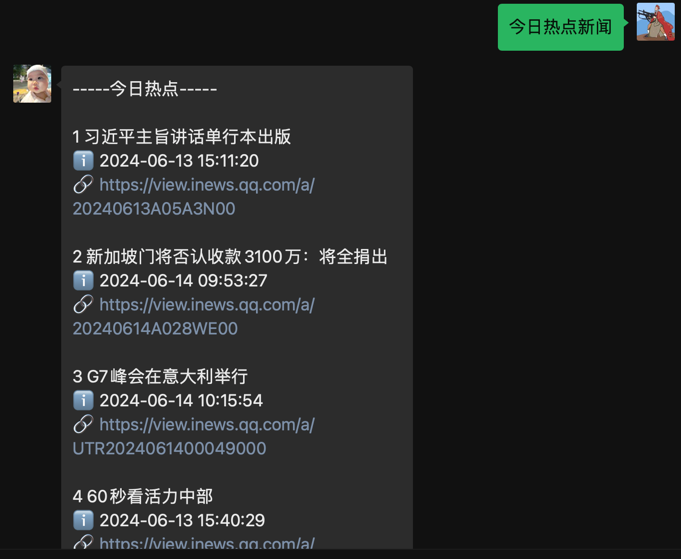 今日热点新闻
-----今日热点-----
1 习近平主旨讲话单行本出版
ℹ️ 2024-06-13 15:11:20
🔗 https://view.inews.qq.com/a/
20240613A05A3N00
2 新加坡门将否认收款3100万：将全捐出
ℹ️ 2024-06-14 09:53:27
🔗 https://view.inews.qq.com/a/
20240614A028WE00
3 G7峰会在意大利举行
ℹ️ 2024-06-14 10:15:54
🔗 https://view.inews.qq.com/a/
UTR2024061400049000
4 60秒看活力中部
ℹ️ 2024-06-13 15:40:29
🔗 https://view.inews.qq.com/a/